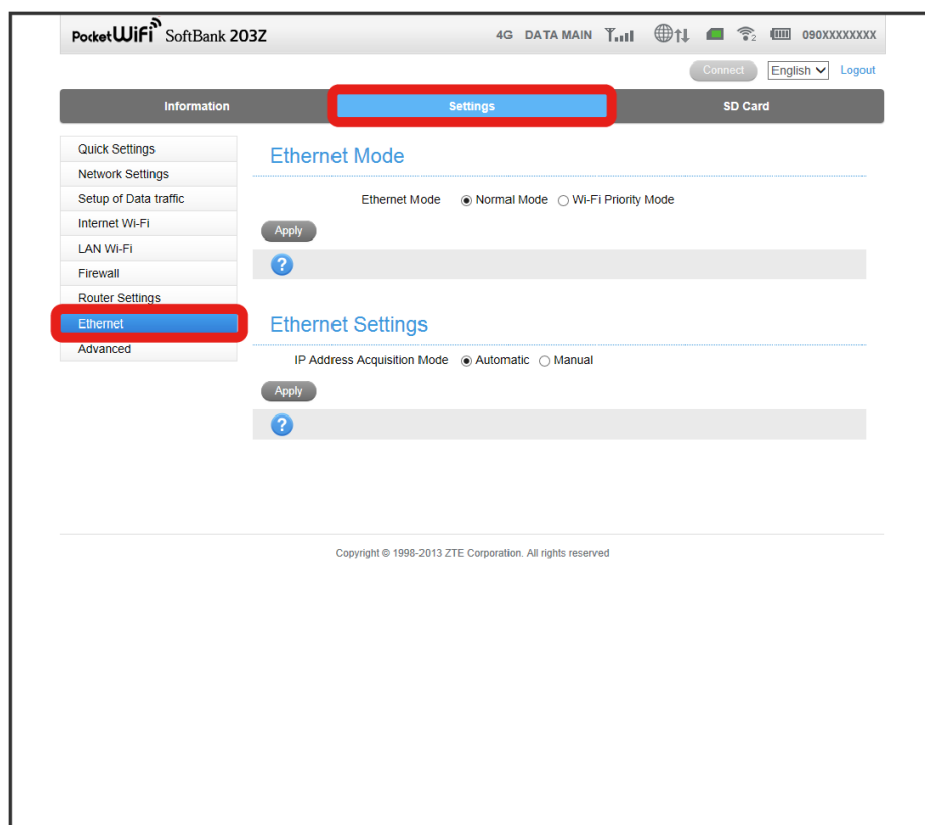 PocketWiFi SoftBank 203Z 4G DATA MAIN 2 090XXXXXXXX
Connect English Logout
Information Settings SD Card
Quick Settings
Network Settings
Setup of Data traffic
Internet Wi-Fi
LAN Wi-Fi
Firewall
Router Settings
Ethernet
Advanced
Ethernet Mode
Ethernet Mode Normal Mode Wi-Fi Priority Mode
Apply
?
Ethernet Settings
IP Address Acquisition Mode Automatic Manual
Apply
?
Copyright © 1998-2013 ZTE Corporation. All rights reserved